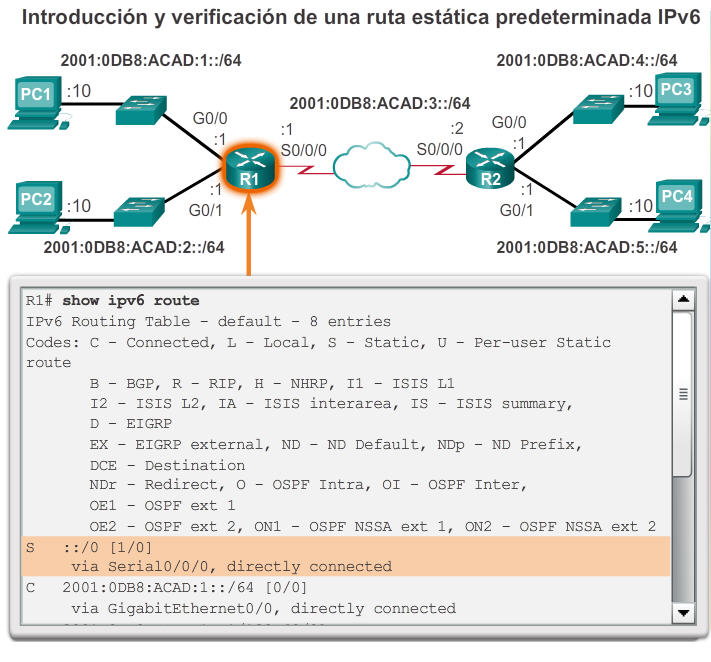 Introducción y verificación de una ruta estática predeterminada IPv6
2001:0DB8:ACAD:1::/64
2001:0DB8:ACAD:4::/64
PC1
:10
G0/0
:1
2001:0DB8:ACAD:3::/64
:1
S0/0/0
:2
S0/0/0
G0/0
:1
:10
PC3
R1
R2
PC2
:10
:1
G0/1
:1
G0/1
:10
PC4
2001:0DB8:ACAD:2::/64
2001:0DB8:ACAD:5::/64
R1# show ipv6 route
IPv6 Routing Table - default - 8 entries
Codes: C - Connected, L - Local, S - Static, U - Per-user Static
route
B - BGP, R - RIP, H - NHRP, I1 - ISIS L1
I2 - ISIS L2, IA - ISIS interarea, IS - ISIS summary,
D - EIGRP
EX - EIGRP external, ND - ND Default, NDp - ND Prefix,
DCE - Destination
NDr - Redirect, O - OSPF Intra, OI - OSPF Inter,
OE1 - OSPF ext 1
OE2 - OSPF ext 2, ON1 - OSPF NSSA ext 1, ON2 - OSPF NSSA ext 2
S ::/0 [1/0]
via Serial0/0/0, directly connected
C 2001:0DB8:ACAD:1::/64 [0/0]
via GigabitEthernet0/0, directly connected